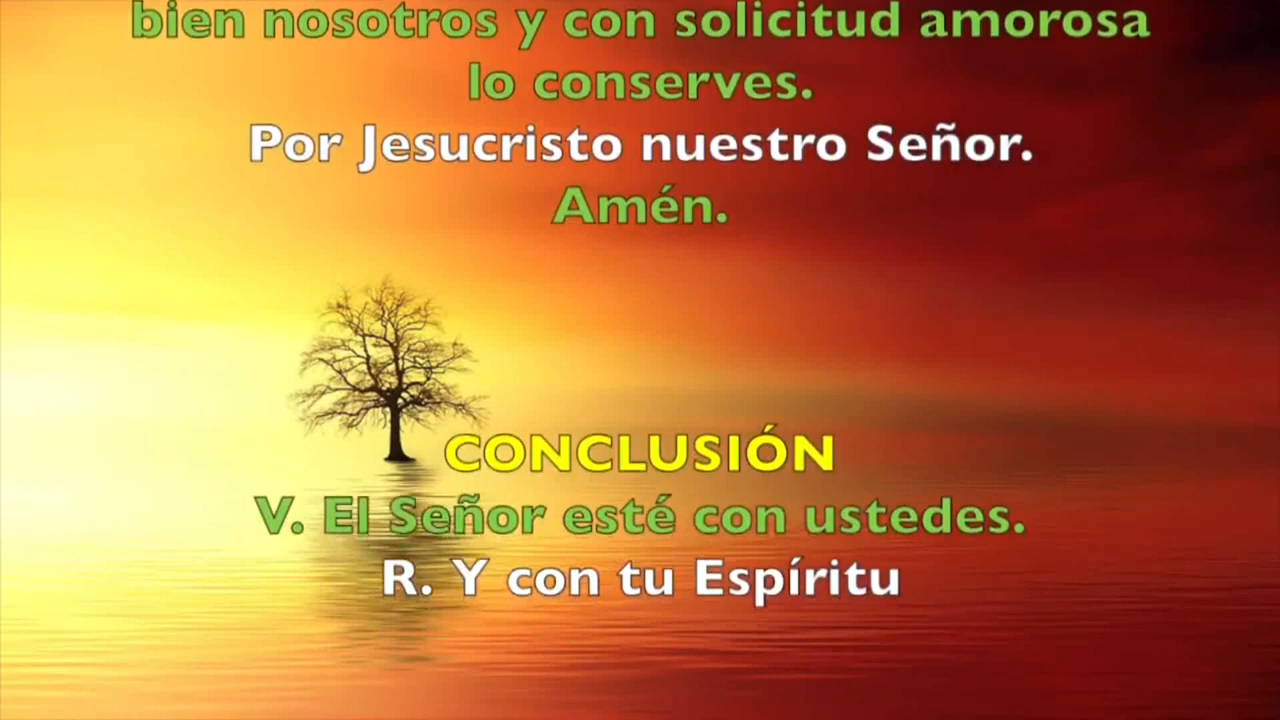 bien nosotros y con solicitud amorosa
lo conserves.
Por Jesucristo nuestro Señor.
Amén.
CONCLUSIÓN
V. El Señor esté con ustedes.
R. Y con tu Espíritu